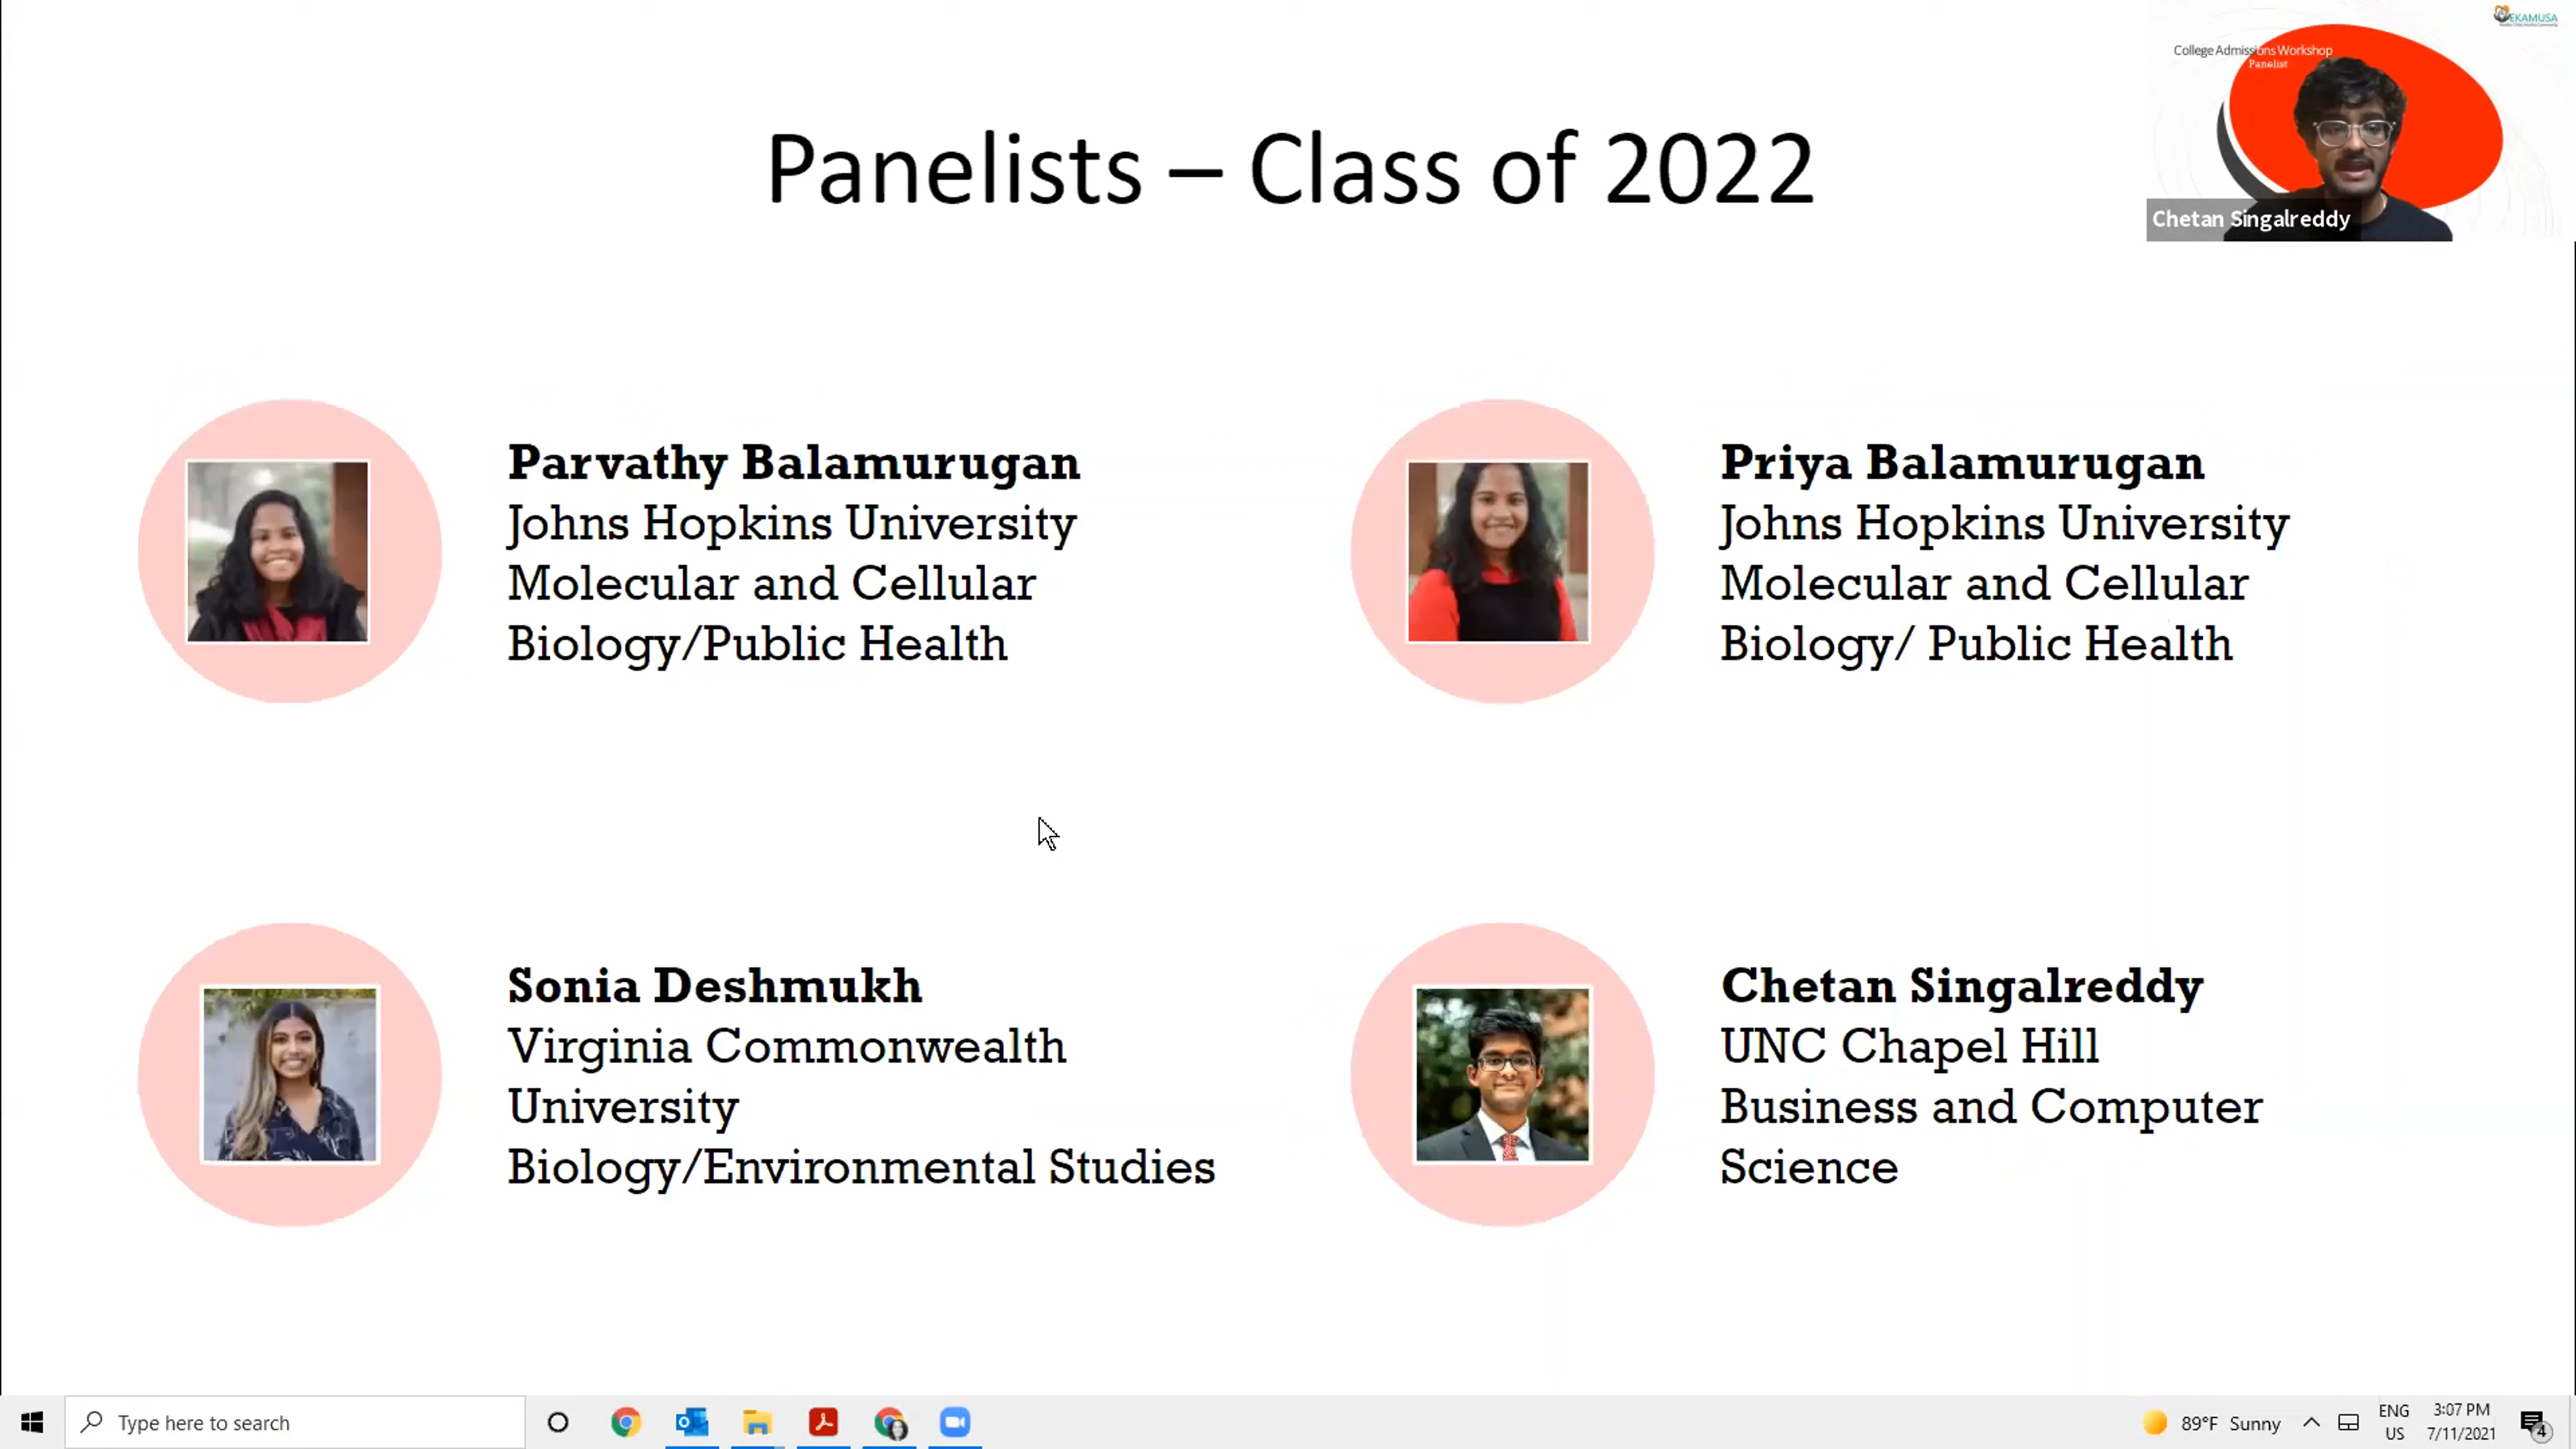 EKAMUSA
College Admissions Workshop
Panelist
Chetan Singalreddy
Panelists – Class of 2022
Parvathy Balamurugan
Johns Hopkins University
Molecular and Cellular
Biology/Public Health
Priya Balamurugan
Johns Hopkins University
Molecular and Cellular
Biology/ Public Health
Sonia Deshmukh
Virginia Commonwealth
University
Biology/Environmental Studies
Chetan Singalreddy
UNC Chapel Hill
Business and Computer
Science
Type here to search
89°F Sunny
ENG
US
3:07 PM
7/11/2021
4